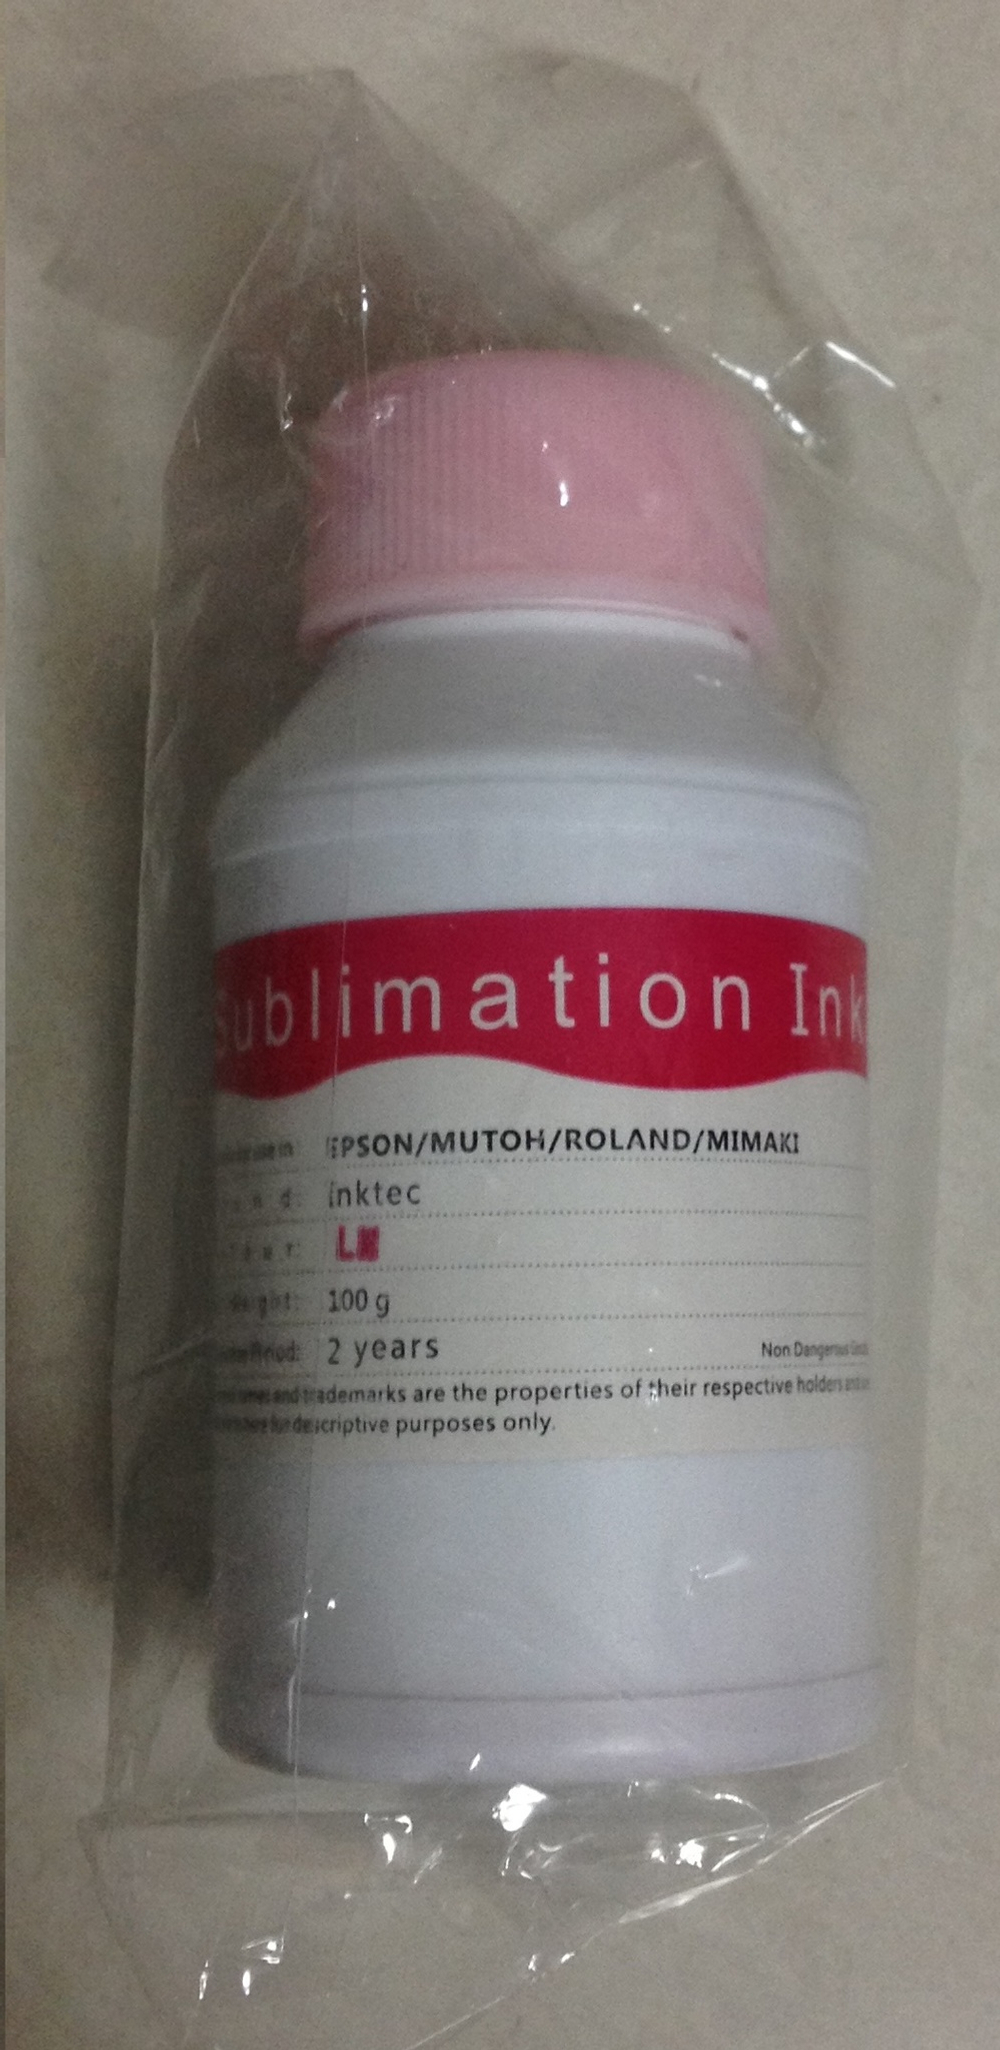 Sublimation Ink
EPSON/MUTOH/ROLAND/MIMAKI
Inktec
LM
100 g
2 years
Non Dangerous
and trademarks are the properties of their respective holders
descriptive purposes only.